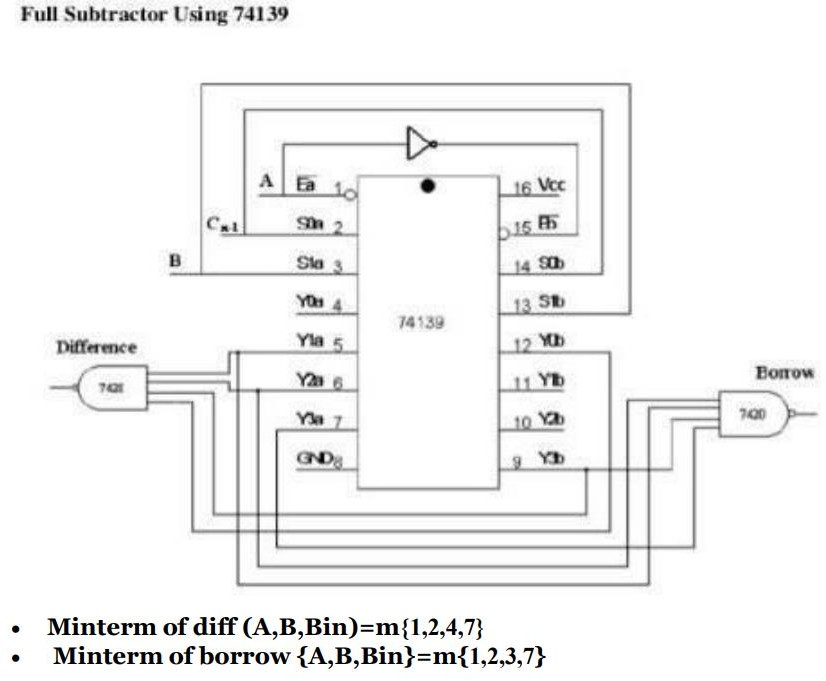 Full Subtractor Using 74139
A Ea 1 16 Vcc
Cn-1 S0a 2 15 Eb
B S1a 3 14 S0b
Y0a 4 13 S1b
74139
Difference Y1a 5 12 Y0b
7420 Y2a 6 11 Y1b Borrow
Y3a 7 10 Y2b 7420
GND 8 9 Y3b
• Minterm of diff (A,B,Bin)=m{1,2,4,7}
• Minterm of borrow {A,B,Bin}=m{1,2,3,7}